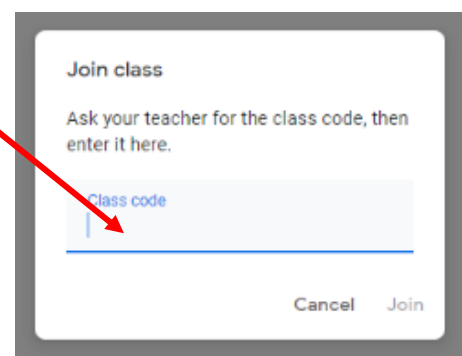 Join class
Ask your teacher for the class code, then
enter it here.
Class code
Cancel Join